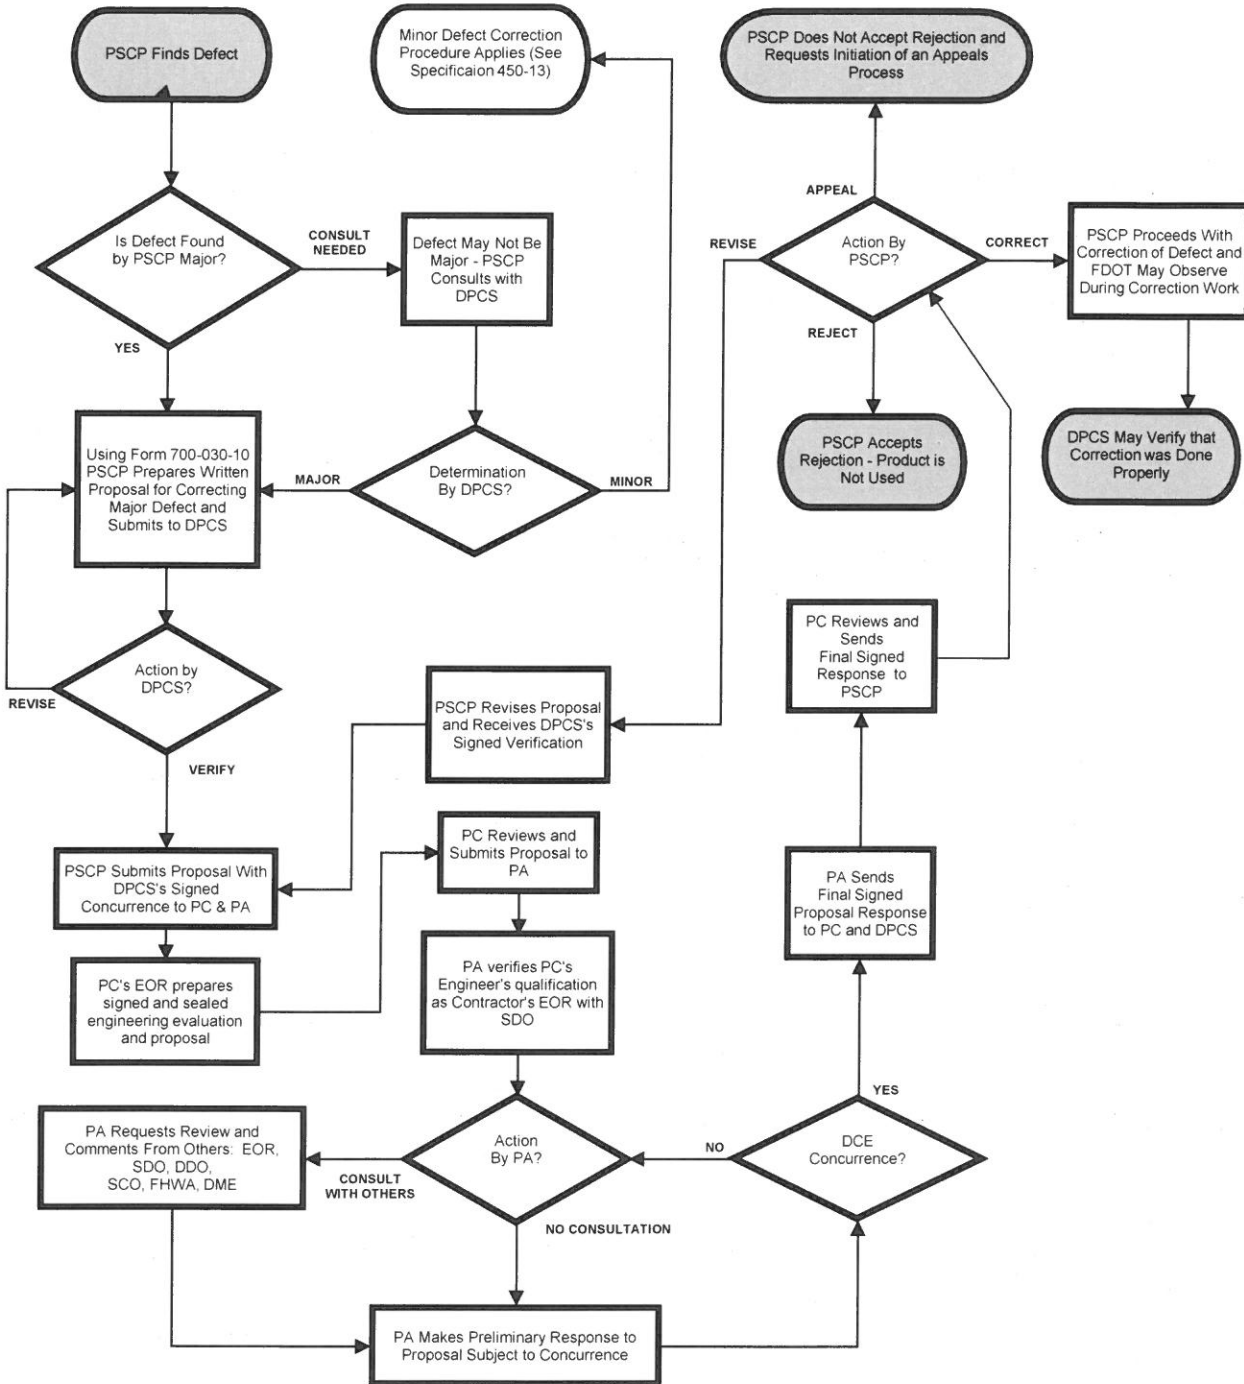 PSCP Finds Defect
Minor Defect Correction
Procedure Applies (See
Specificaion 450-13)
PSCP Does Not Accept Rejection and
Requests Initiation of an Appeals
Process
Is Defect Found
by PSCP Major?
CONSULT
NEEDED
YES
Defect May Not Be
Major - PSCP
Consults with
DPCS
REVISE
APPEAL
Action By
PSCP?
CORRECT
REJECT
PSCP Proceeds With
Correction of Defect and
FDOT May Observe
During Correction Work
Using Form 700-030-10
PSCP Prepares Written
Proposal for Correcting
Major Defect and
Submits to DPCS
MAJOR
Determination
By DPCS?
MINOR
PSCP Accepts
Rejection - Product is
Not Used
DPCS May Verify that
Correction was Done
Properly
Action by
DPCS?
REVISE
VERIFY
PSCP Revises Proposal
and Receives DPCS's
Signed Verification
PC Reviews and
Sends
Final Signed
Response to
PSCP
PSCP Submits Proposal With
DPCS's Signed
Concurrence to PC & PA
PC Reviews and
Submits Proposal to
PA
PA Sends
Final Signed
Proposal Response
to PC and DPCS
PC's EOR prepares
signed and sealed
engineering evaluation
and proposal
PA verifies PC's
Engineer's qualification
as Contractor's EOR with
SDO
YES
PA Requests Review and
Comments From Others: EOR,
SDO, DDO,
SCO, FHWA, DME
CONSULT
WITH OTHERS
Action
By PA?
NO
DCE
Concurrence?
NO CONSULTATION
PA Makes Preliminary Response to
Proposal Subject to Concurrence